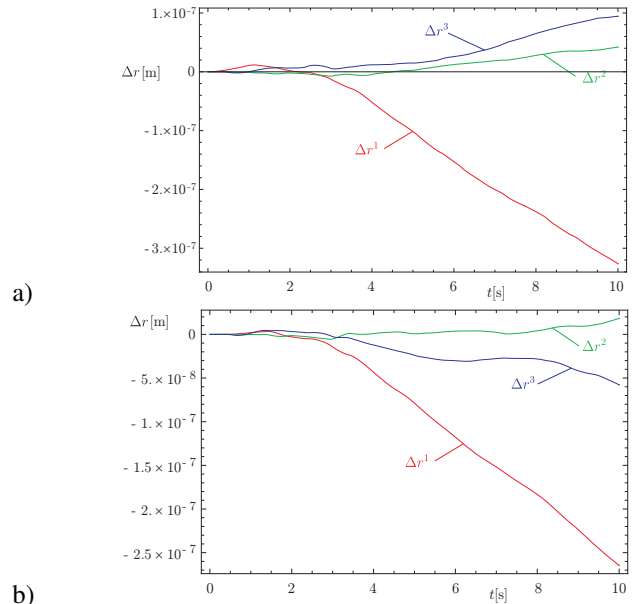 1.×10⁻⁷
Δr³
Δr[m]
0
Δr²
-1.×10⁻⁷
Δr¹
-2.×10⁻⁷
-3.×10⁻⁷
t[s]
0 2 4 6 8 10
a)
Δr[m]
0
Δr²
-5.×10⁻⁸
Δr³
-1.×10⁻⁷
Δr¹
-1.5×10⁻⁷
-2.×10⁻⁷
-2.5×10⁻⁷
t[s]
0 2 4 6 8 10
b)